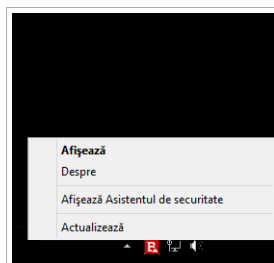 Afişează
Despre
Afişează Asistentul de securitate
Actualizează
B